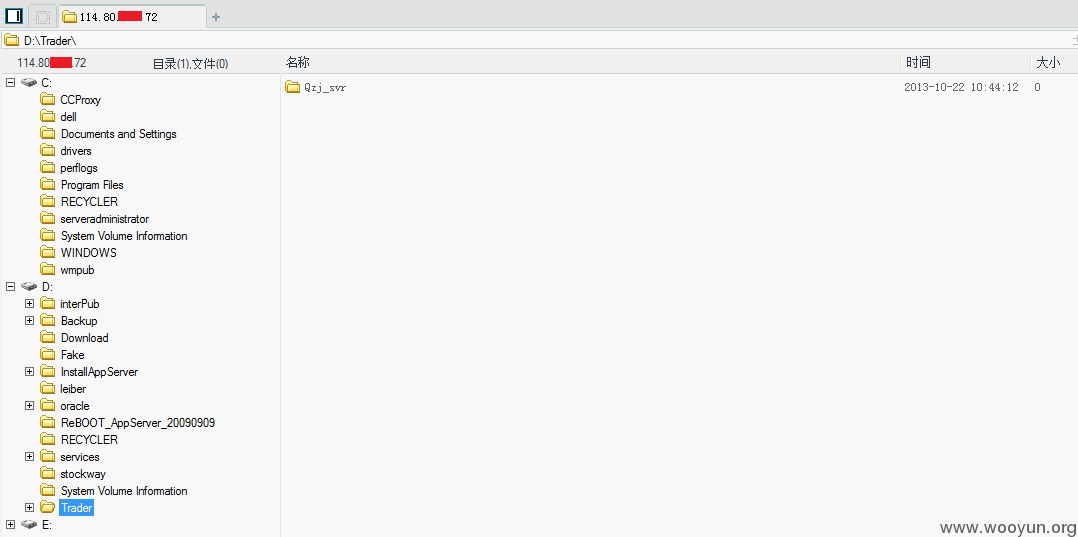 114.80. 72
D:\Trader\
114.80 .72 目录(1),文件(0) 名称 时间 大小
C:
CCProxy
dell
Documents and Settings
drivers
perflogs
Program Files
RECYCLER
serveradministrator
System Volume Information
WINDOWS
wmpub
D:
interPub
Backup
Download
Fake
InstallAppServer
leiber
oracle
ReBOOT_AppServer_20090909
RECYCLER
services
stockway
System Volume Information
Trader
E:
Qzj_svr 2013-10-22 10:44:12 0
www.wooyun.org